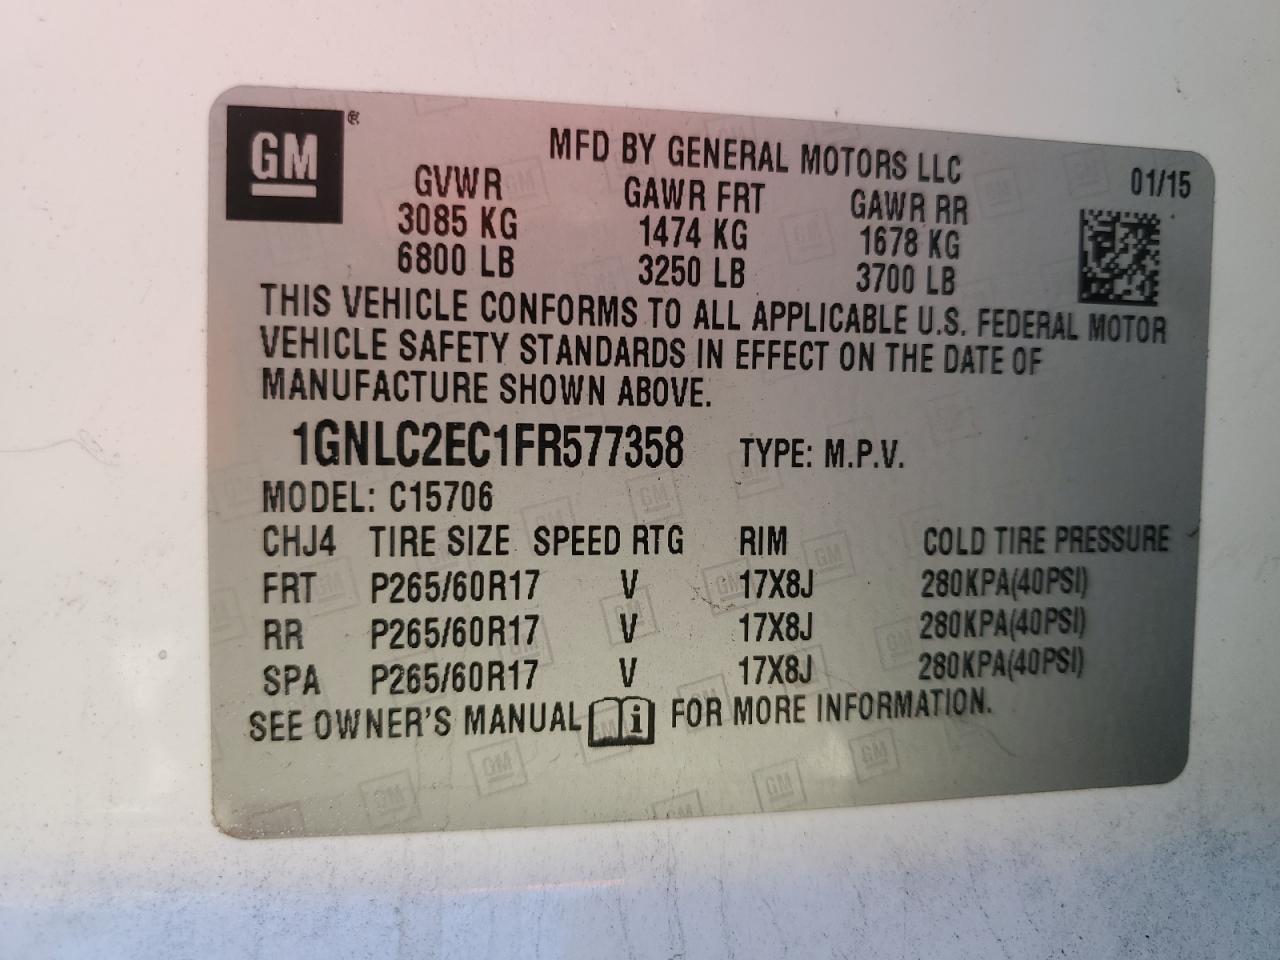 GM ®
MFD BY GENERAL MOTORS LLC
01/15
GVWR GAWR FRT GAWR RR
3085 KG 1474 KG 1678 KG
6800 LB 3250 LB 3700 LB
THIS VEHICLE CONFORMS TO ALL APPLICABLE U.S. FEDERAL MOTOR
VEHICLE SAFETY STANDARDS IN EFFECT ON THE DATE OF
MANUFACTURE SHOWN ABOVE.
1GNLC2EC1FR577358 TYPE: M.P.V.
MODEL: C15706
CHJ4 TIRE SIZE SPEED RTG RIM COLD TIRE PRESSURE
FRT P265/60R17 V 17X8J 280KPA(40PSI)
RR P265/60R17 V 17X8J 280KPA(40PSI)
SPA P265/60R17 V 17X8J 280KPA(40PSI)
SEE OWNER'S MANUAL i FOR MORE INFORMATION.